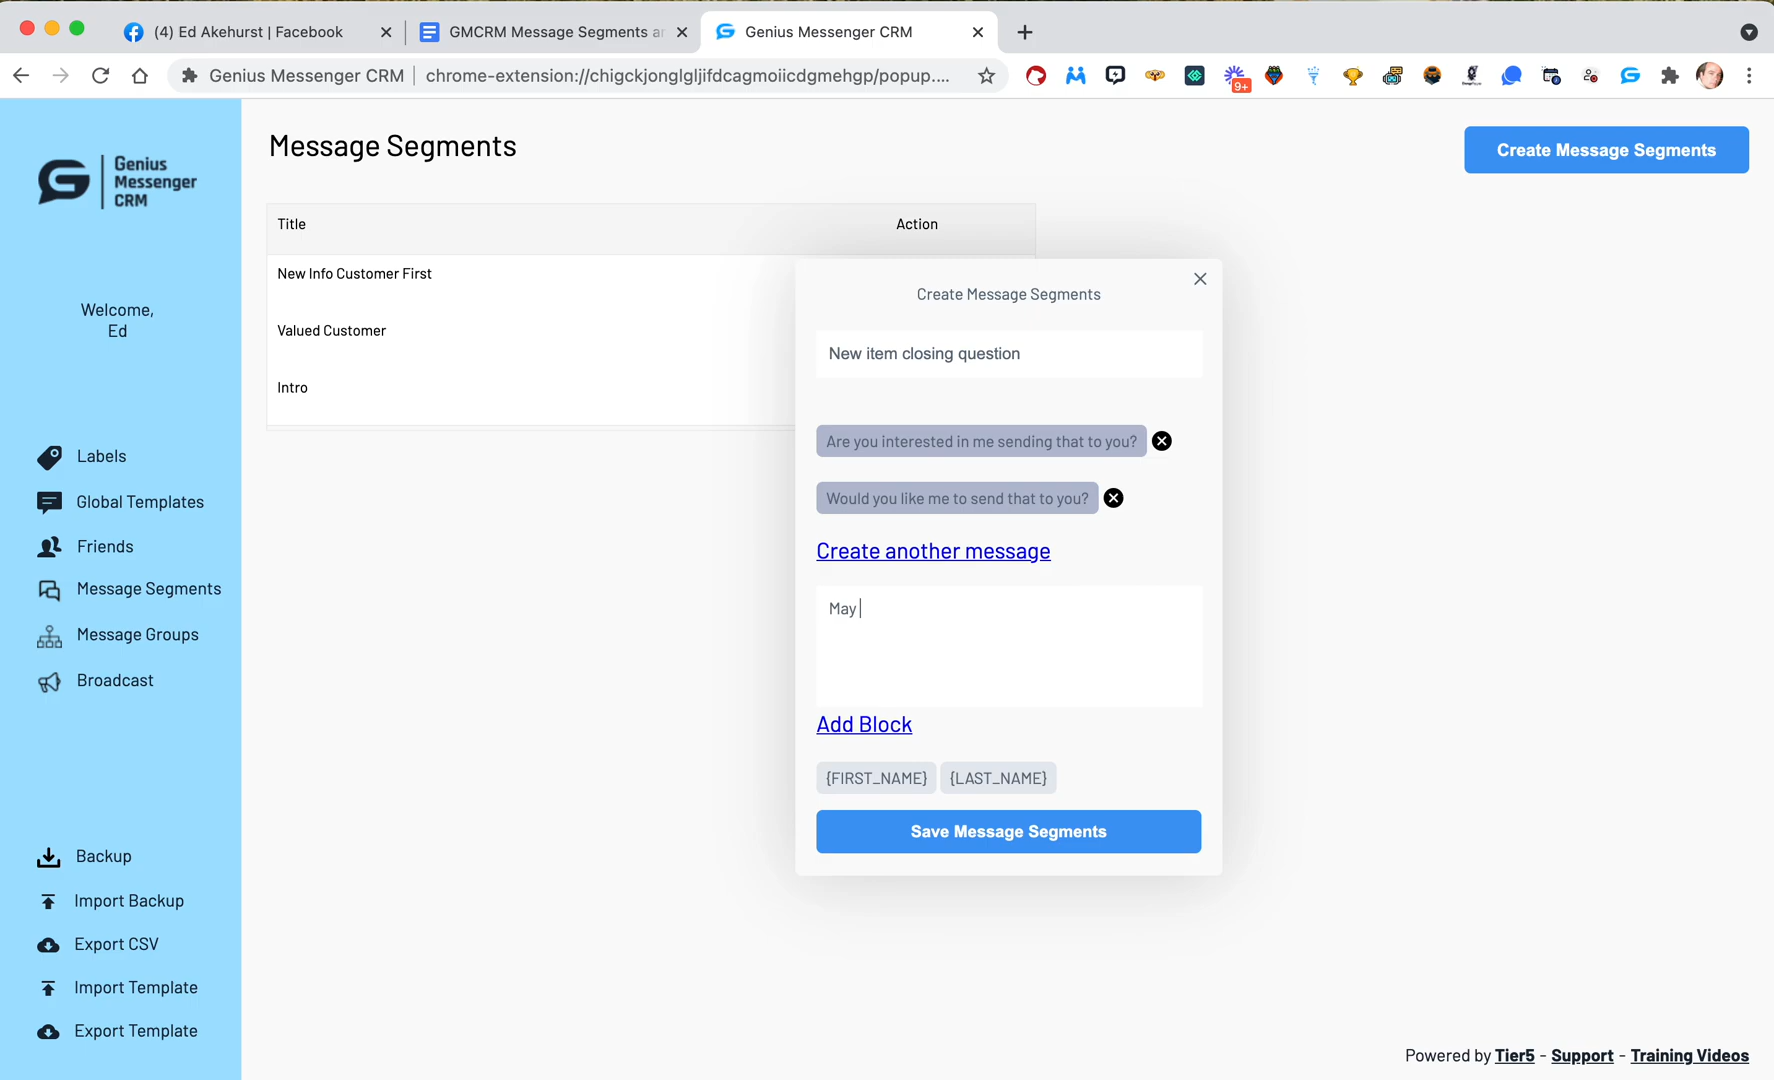 (4) Ed Akehurst | Facebook
GMCRM Message Segments ar
Genius Messenger CRM
Genius Messenger CRM
chrome-extension://chigckjonglgljifdcagmoiicdgmehgp/popup....
9+
Genius
Messenger
CRM
Welcome,
Ed
Labels
Global Templates
Friends
Message Segments
Message Groups
Broadcast
Backup
Import Backup
Export CSV
Import Template
Export Template
Message Segments
Create Message Segments
Title
Action
New Info Customer First
Valued Customer
Intro
Create Message Segments
New item closing question
Are you interested in me sending that to you?
Would you like me to send that to you?
Create another message
May
Add Block
{FIRST_NAME} {LAST_NAME}
Save Message Segments
Powered by Tier5 - Support - Training Videos